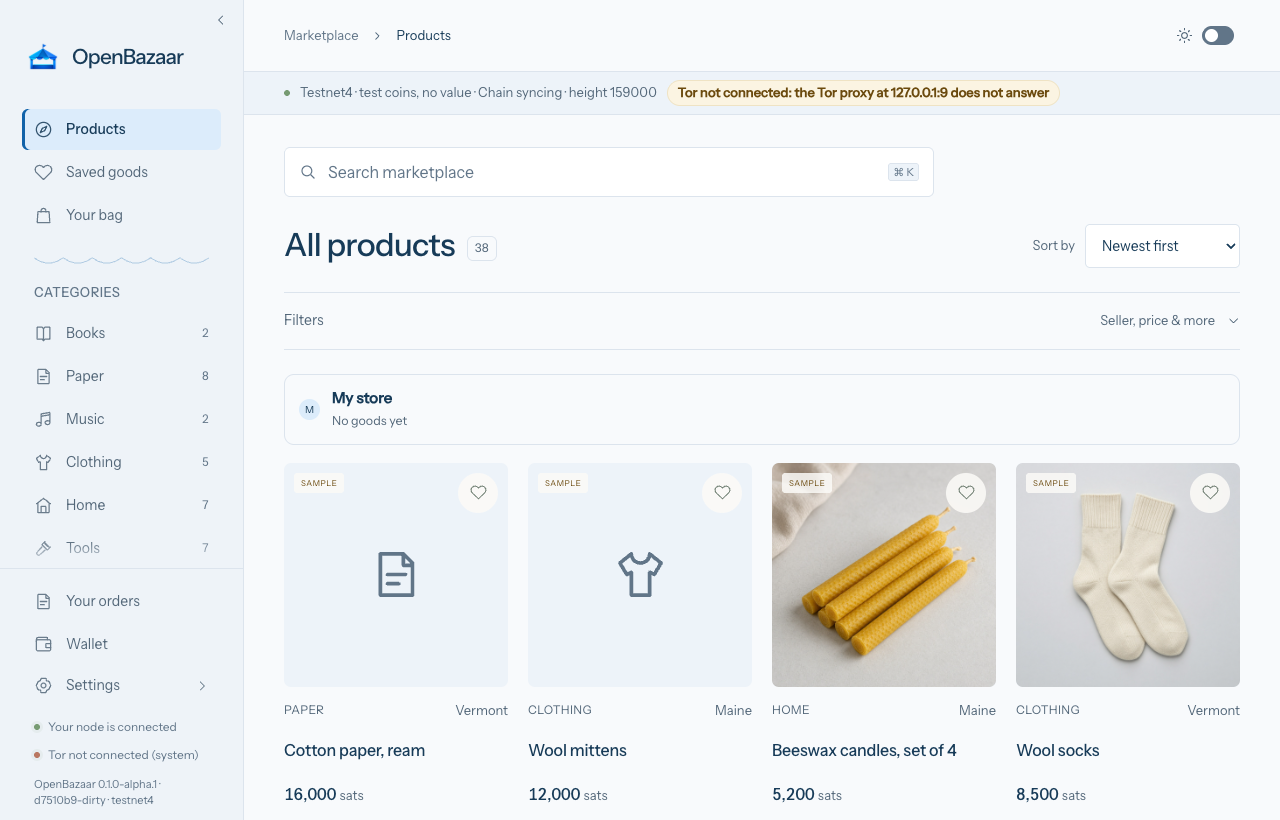 OpenBazaar
Products
Saved goods
Your bag
CATEGORIES
Books 2
Paper 8
Music 2
Clothing 5
Home 7
Tools 7
Your orders
Wallet
Settings
Your node is connected
Tor not connected (system)
OpenBazaar 0.1.0-alpha.1 ·
d7510b9-dirty · testnet4
Marketplace > Products
Testnet4 · test coins, no value · Chain syncing · height 159000 Tor not connected: the Tor proxy at 127.0.0.1:9 does not answer
Search marketplace ⌘ K
All products 38
Sort by Newest first
Filters Seller, price & more
M
My store
No goods yet
SAMPLE SAMPLE SAMPLE SAMPLE
PAPER Vermont CLOTHING Maine HOME Maine CLOTHING Vermont
Cotton paper, ream Wool mittens Beeswax candles, set of 4 Wool socks
16,000 sats 12,000 sats 5,200 sats 8,500 sats